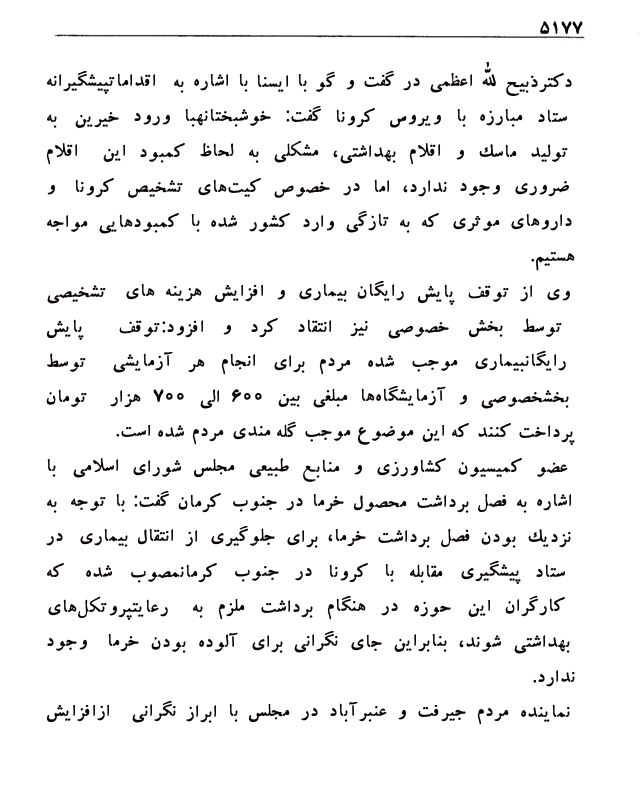 ۵۱۷۷
دکترذبیح لله اعظمی در گفت و گو با ایسنا با اشاره به اقداماتپیشگیرانه
ستاد مبارزه با ویروس کرونا گفت: خوشبختانهبا ورود خیرین به
تولید ماسك و اقلام بهداشتی، مشکلی به لحاظ کمبود این اقلام
ضروری وجود ندارد، اما در خصوص کیت‌های تشخیص کرونا و
داروهای موثری که به تازگی وارد کشور شده با کمبودهایی مواجه
هستیم.
وی از توقف پایش رایگان بیماری و افزایش هزینه های تشخیصی
توسط بخش خصوصی نیز انتقاد کرد و افزود:توقف پایش
رایگانبیماری موجب شده مردم برای انجام هر آزمایشی توسط
بخشخصوصی و آزمایشگاه‌ها مبلغی بین ۶۰۰ الی ۷۰۰ هزار تومان
پرداخت کنند که این موضوع موجب گله مندی مردم شده است.
عضو کمیسیون کشاورزی و منابع طبیعی مجلس شورای اسلامی با
اشاره به فصل برداشت محصول خرما در جنوب کرمان گفت: با توجه به
نزدیك بودن فصل برداشت خرما، برای جلوگیری از انتقال بیماری در
ستاد پیشگیری مقابله با کرونا در جنوب کرمانمصوب شده که
کارگران این حوزه در هنگام برداشت ملزم به رعایتپروتکل‌های
بهداشتی شوند، بنابراین جای نگرانی برای آلوده بودن خرما وجود
ندارد.
نماینده مردم جیرفت و عنبرآباد در مجلس با ابراز نگرانی ازافزایش